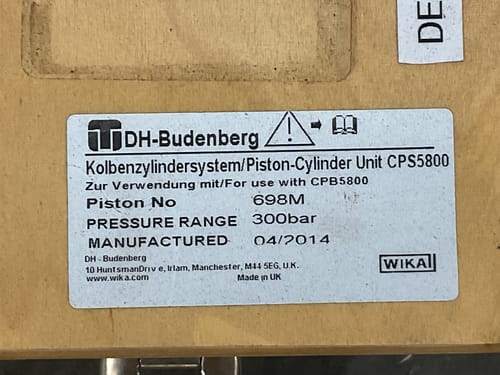 DE
DH-Budenberg
Kolbenzylindersystem/Piston-Cylinder Unit CPS5800
Zur Verwendung mit/For use with CPB5800
Piston No 698M
PRESSURE RANGE 300bar
MANUFACTURED 04/2014
DH - Budenberg
10 HuntsmanDrive, Irlam, Manchester, M44 5EG, U.K.
www.wika.com Made in UK
WIKA